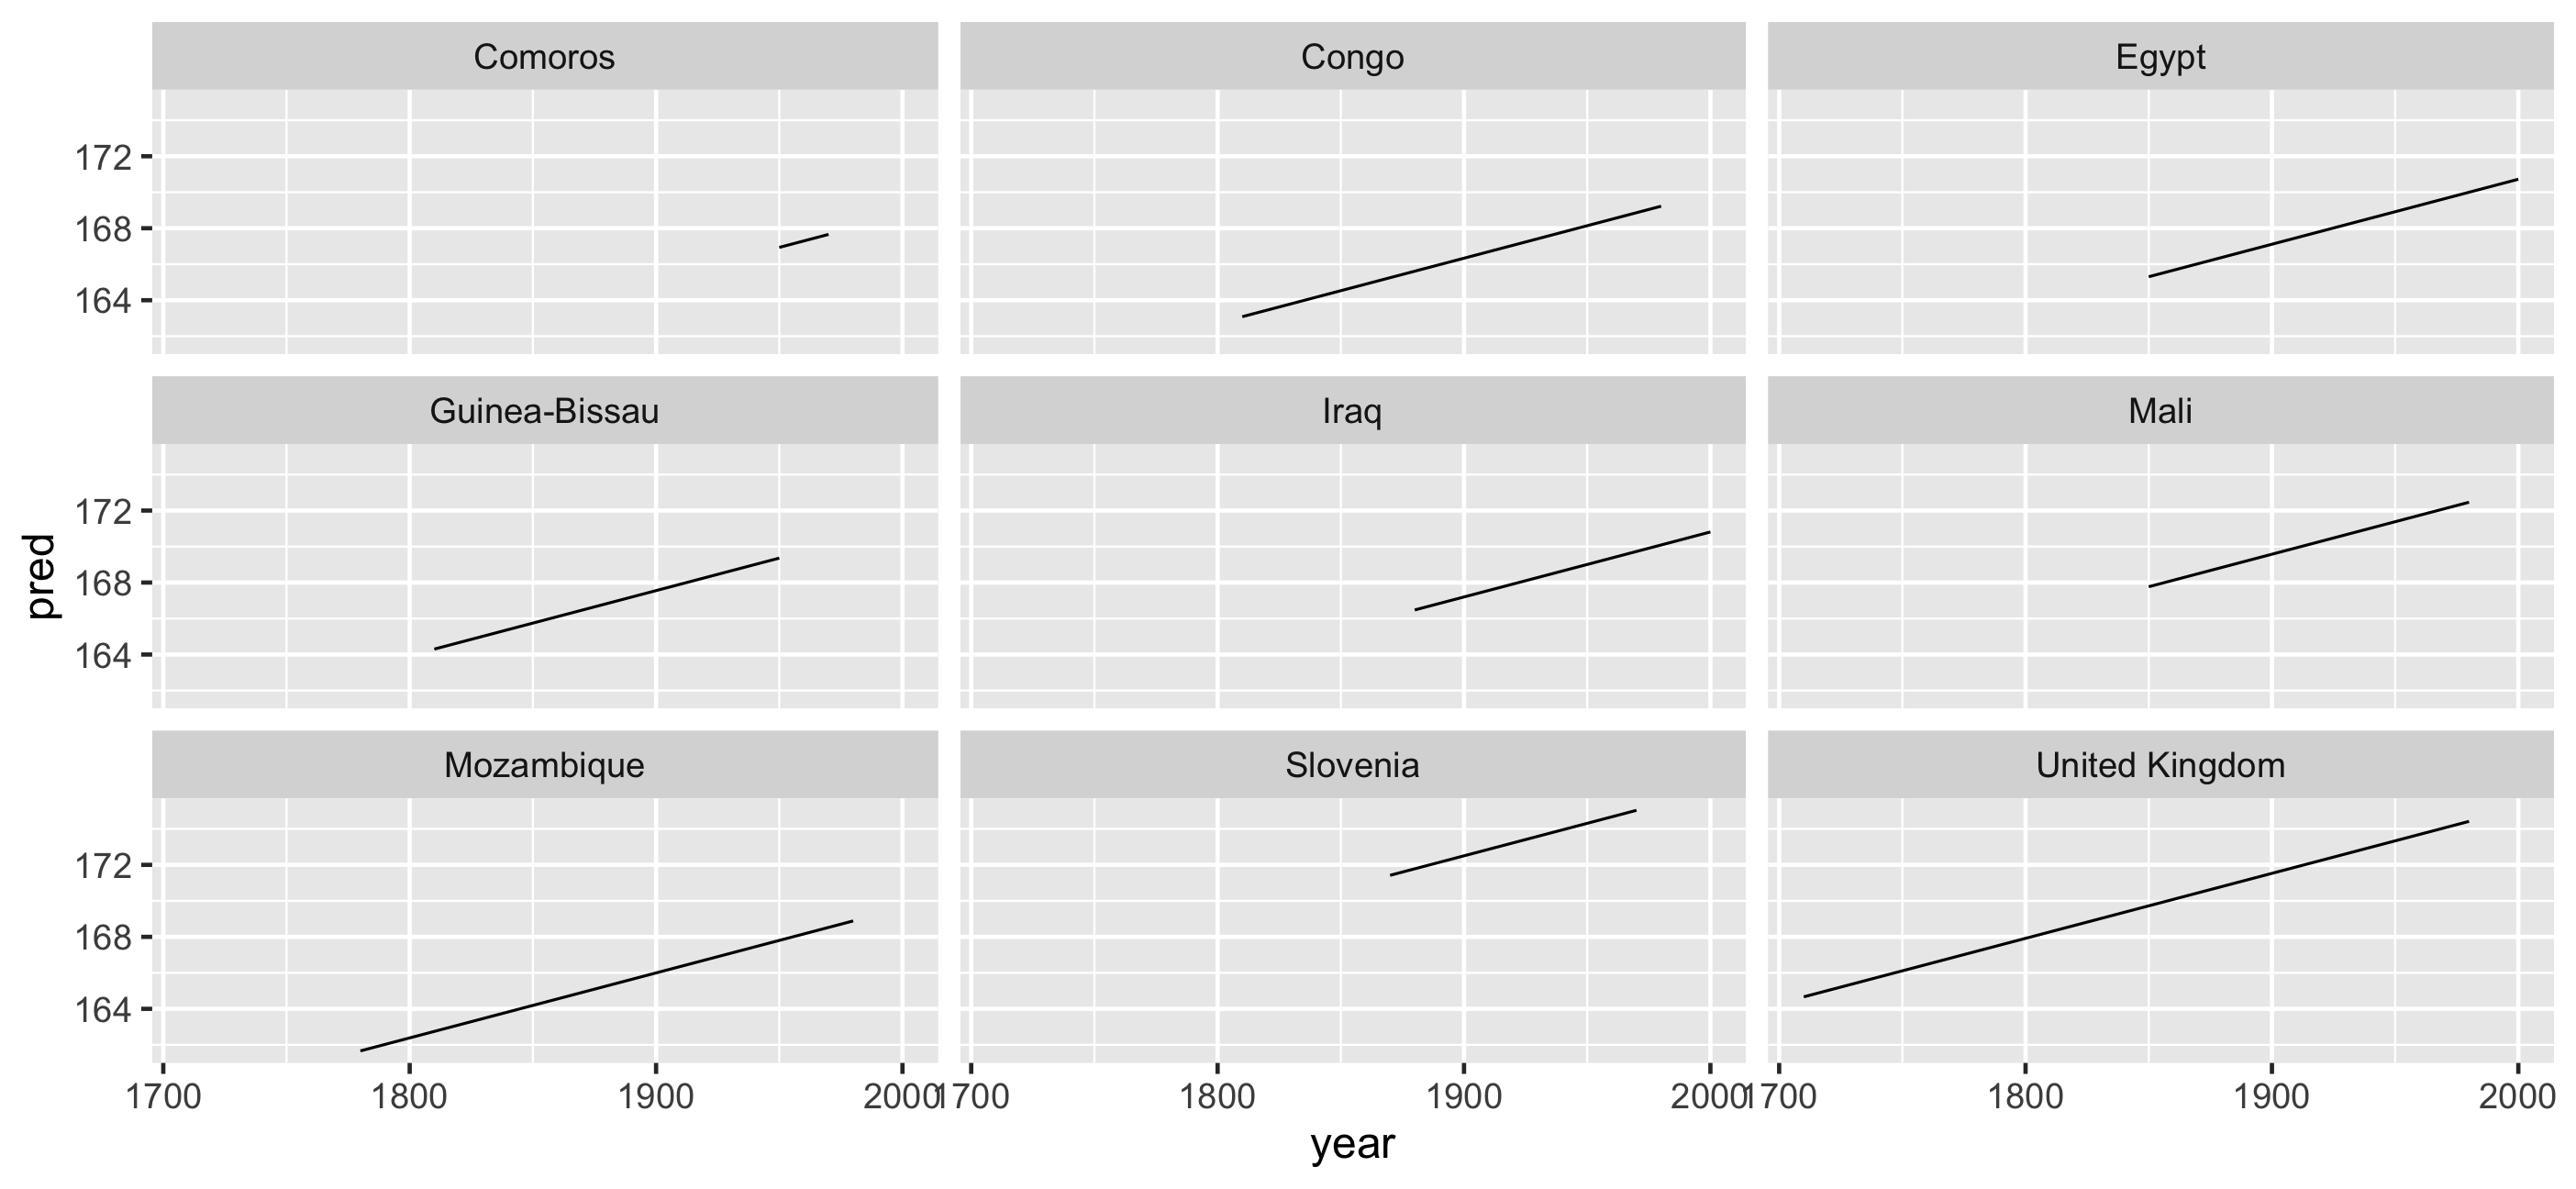 Comoros Congo Egypt
172
168
164
Guinea-Bissau Iraq Mali
172
168
164
pred
Mozambique Slovenia United Kingdom
172
168
164
1700 1800 1900 2000 1700 1800 1900 2000 1700 1800 1900 2000
year